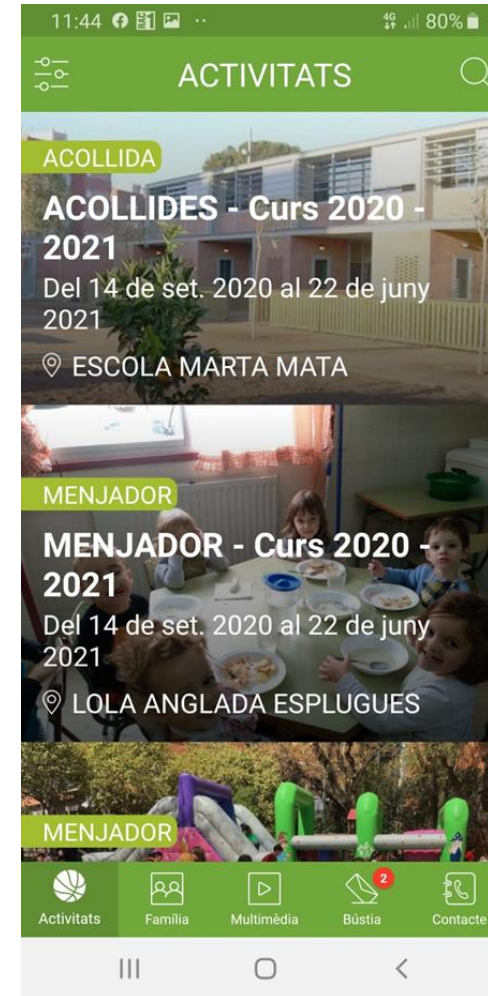 11:44
4G 80%
ACTIVITATS
ACOLLIDA
ACOLLIDES - Curs 2020 -
2021
Del 14 de set. 2020 al 22 de juny
2021
ESCOLA MARTA MATA
MENJADOR
MENJADOR - Curs 2020 -
2021
Del 14 de set. 2020 al 22 de juny
2021
LOLA ANGLADA ESPLUGUES
MENJADOR
2
Activitats Família Multimèdia Bústia Contacte